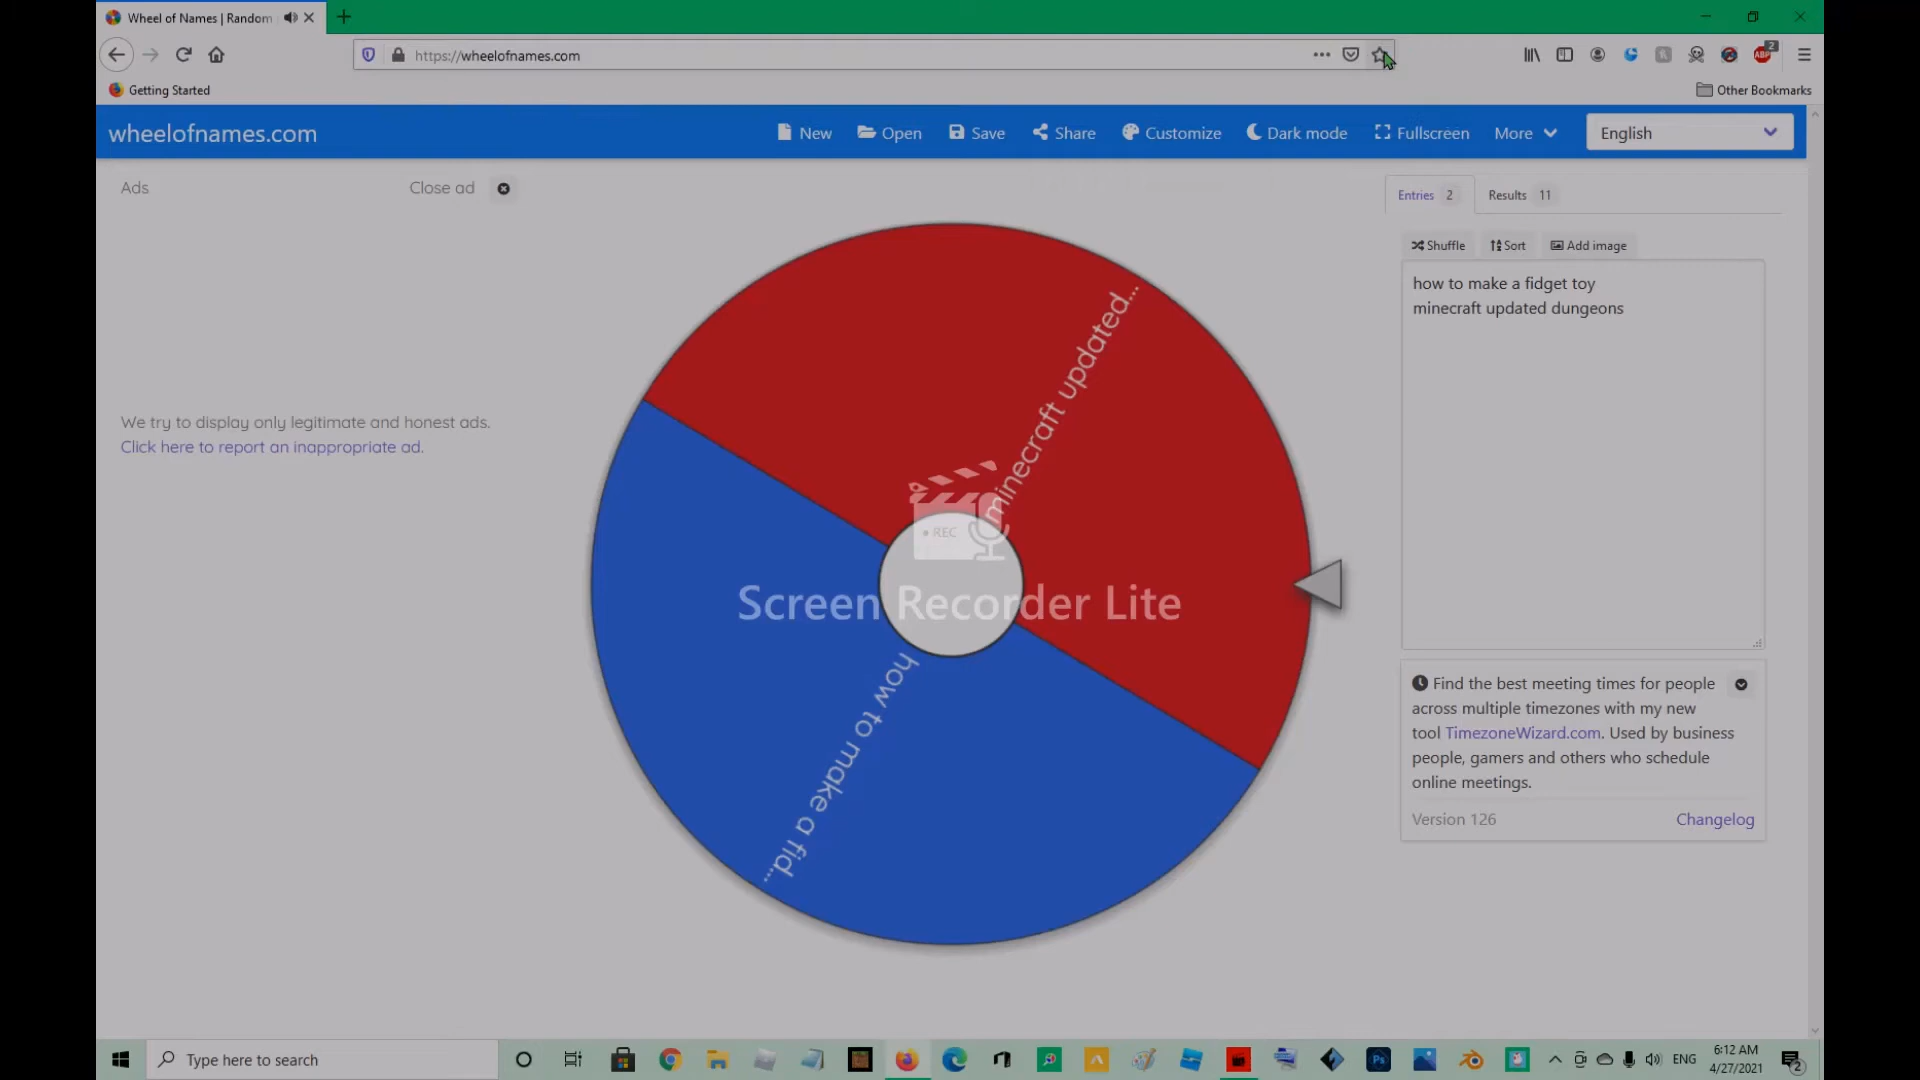 Wheel of Names | Random
https://wheelofnames.com
2
Getting Started
Other Bookmarks
wheelofnames.com
New
Open
Save
Share
Customize
Dark mode
Fullscreen
More
English
Ads
Close ad
Entries 2
Results 11
Shuffle
Sort
Add image
how to make a fidget toy
minecraft updated dungeons
We try to display only legitimate and honest ads.
Click here to report an inappropriate ad.
minecraft updated...
how to make a fid...
REC
Screen Recorder Lite
Find the best meeting times for people
across multiple timezones with my new
tool TimezoneWizard.com. Used by business
people, gamers and others who schedule
online meetings.
Version 126
Changelog
Type here to search
ENG
6:12 AM
4/27/2021
2